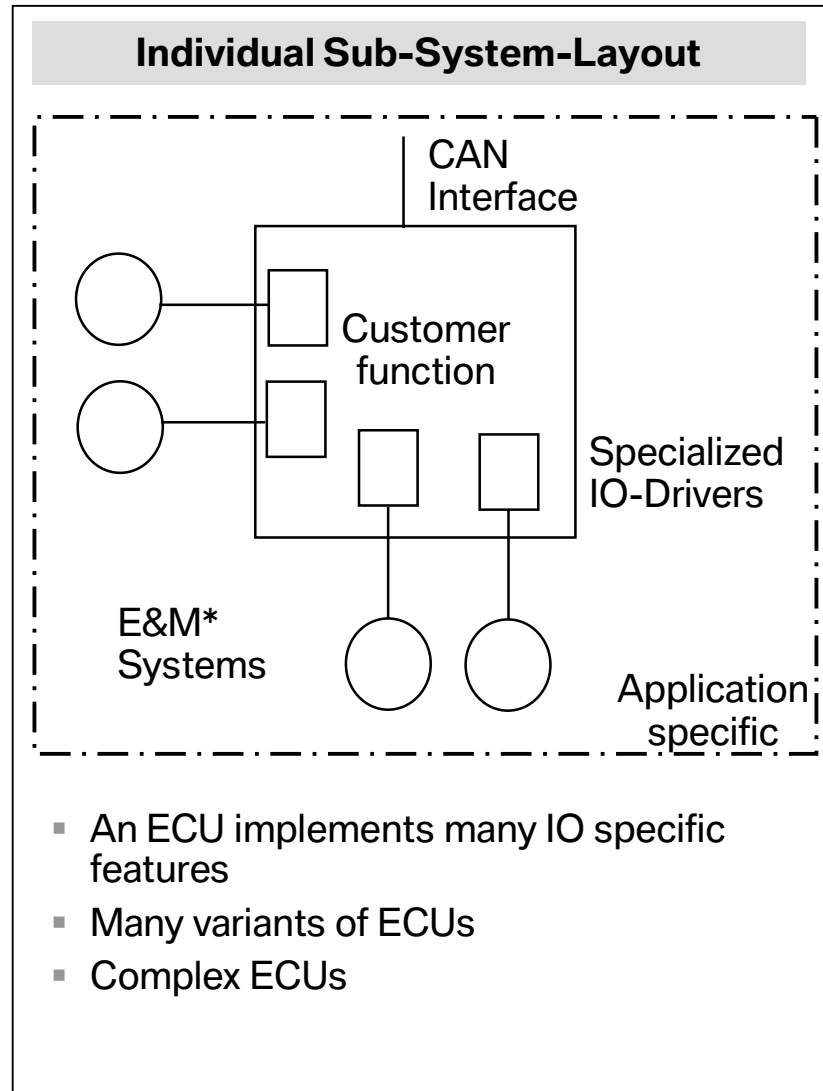 Individual Sub-System-Layout
CAN
Interface
Customer
function
Specialized
IO-Drivers
E&M*
Systems
Application
specific
▪ An ECU implements many IO specific
features
▪ Many variants of ECUs
▪ Complex ECUs